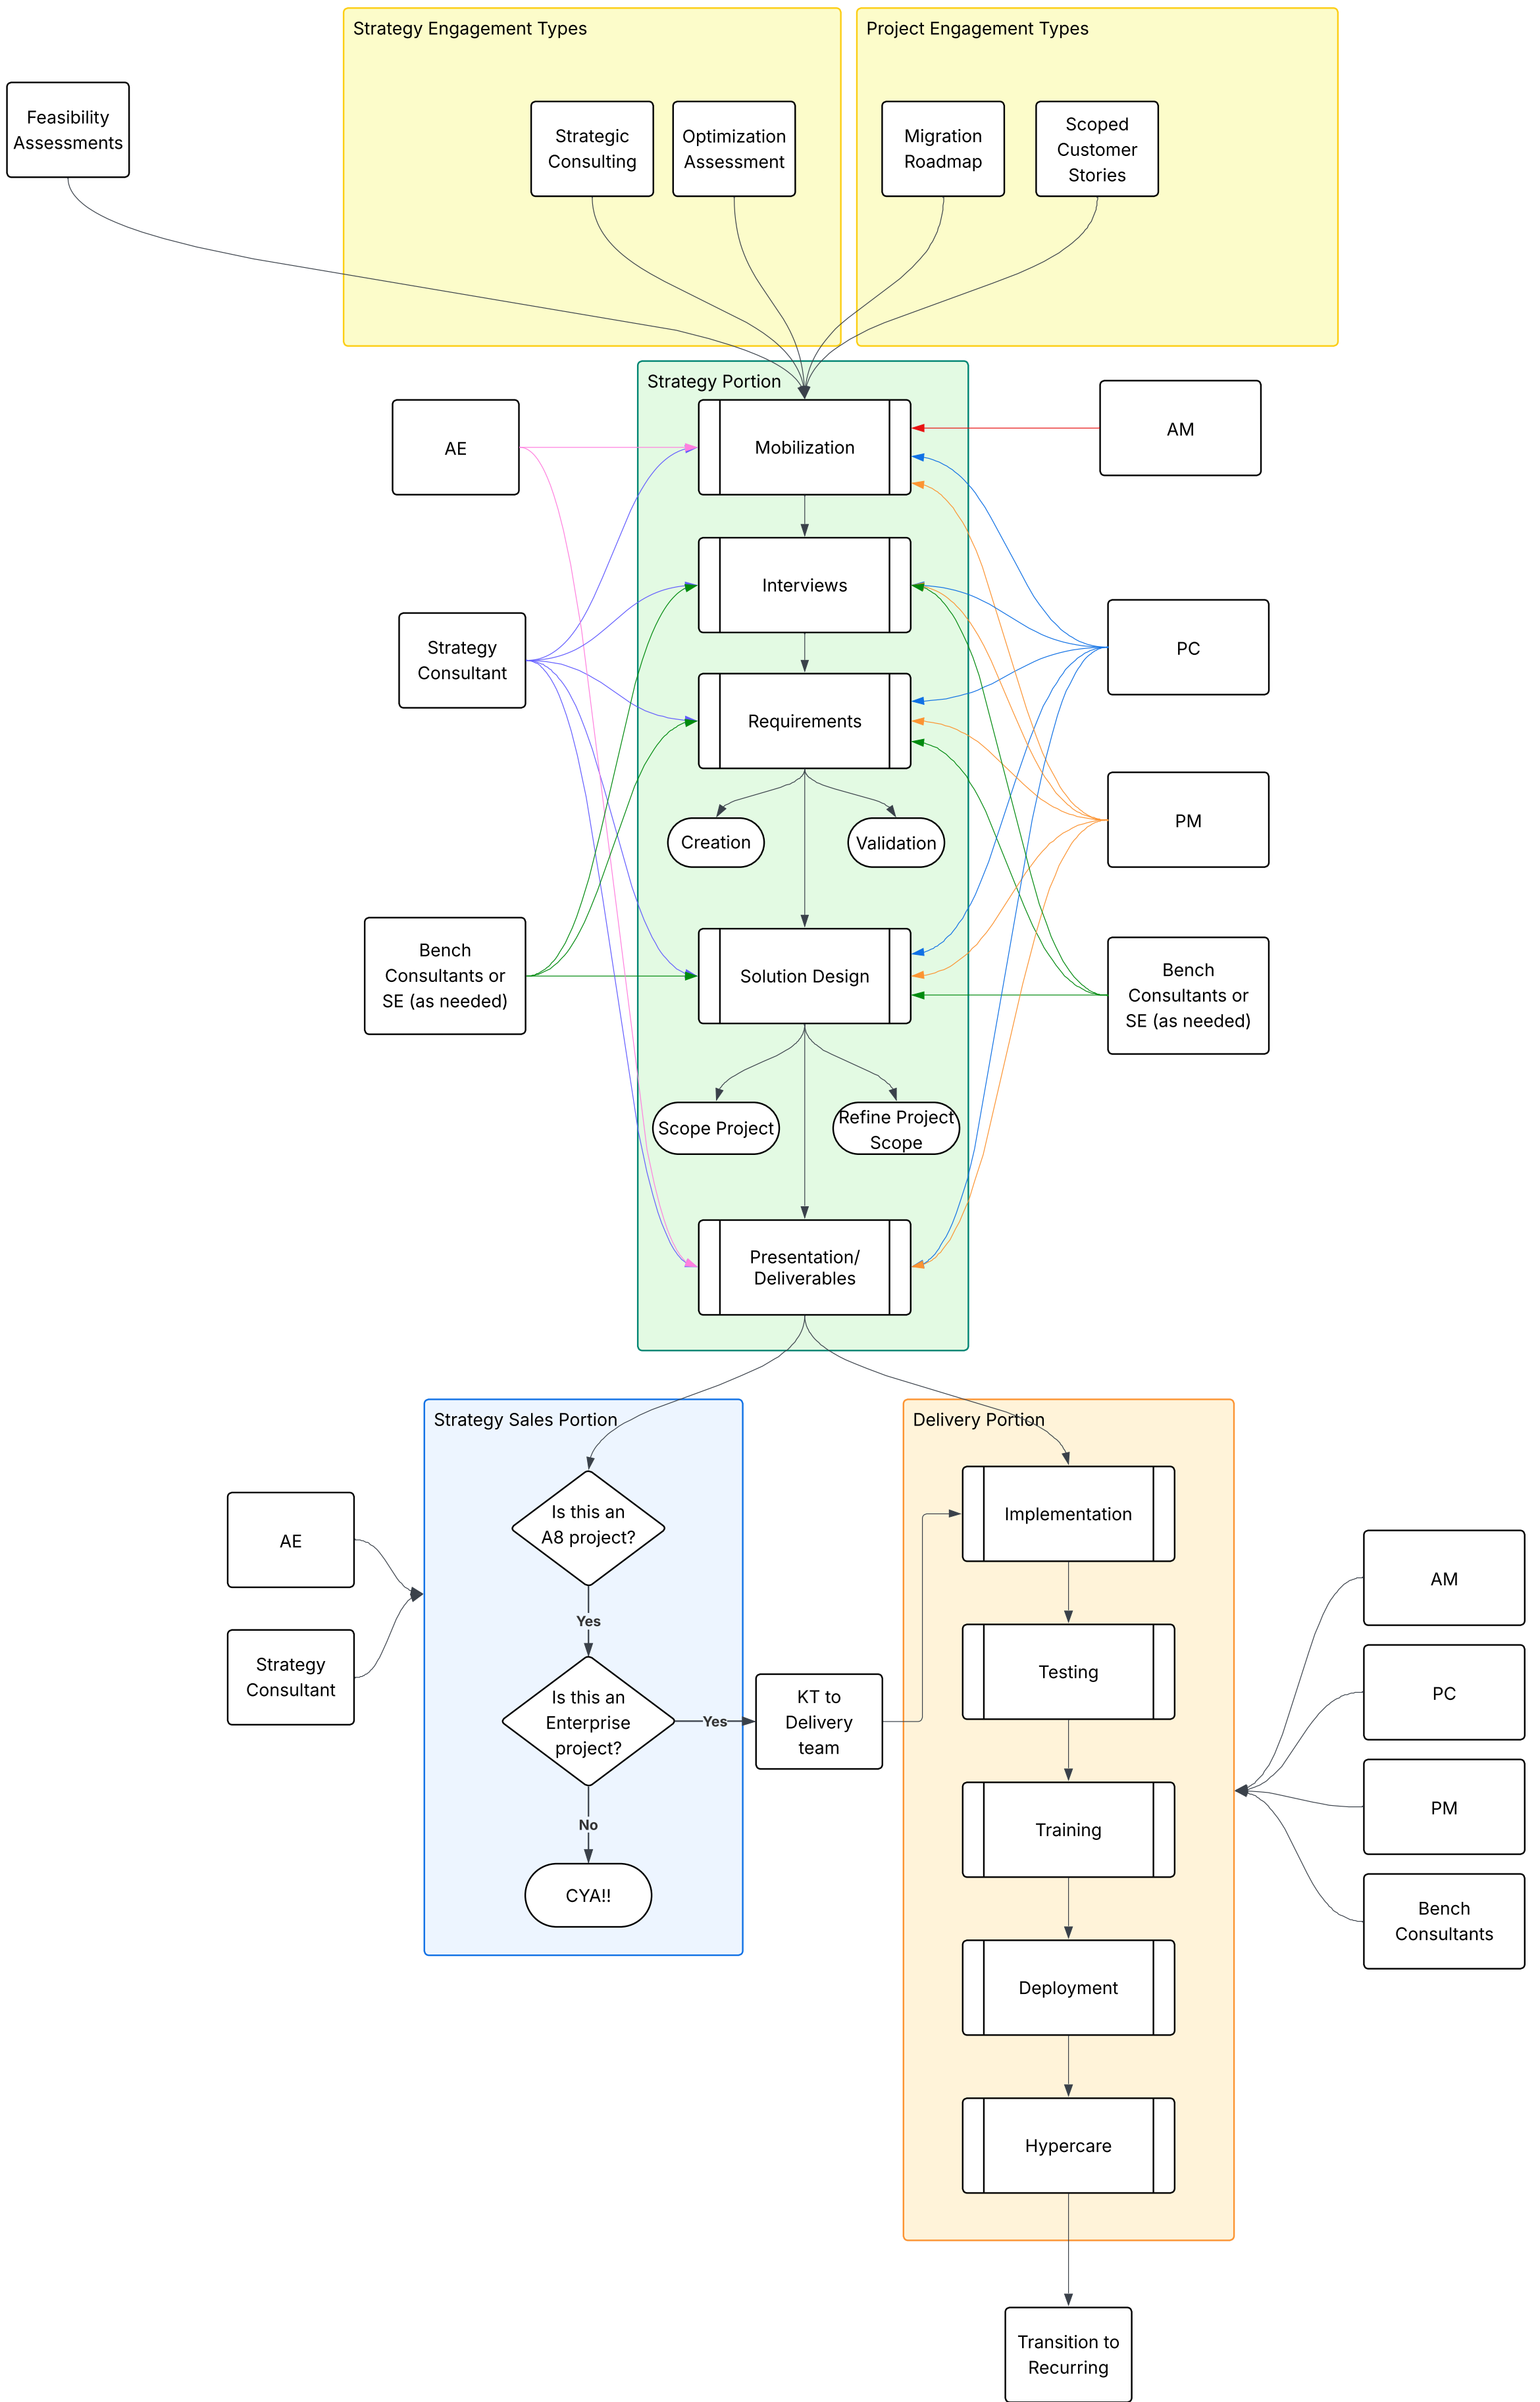 Strategy Engagement Types
Project Engagement Types
Feasibility
Assessments
Strategic
Consulting
Optimization
Assessment
Migration
Roadmap
Scoped
Customer
Stories
Strategy Portion
AE
Mobilization
AM
Interviews
Strategy
Consultant
PC
Requirements
Creation
Validation
PM
Bench
Consultants or
SE (as needed)
Solution Design
Bench
Consultants or
SE (as needed)
Scope Project
Refine Project
Scope
Presentation/
Deliverables
Strategy Sales Portion
Delivery Portion
Is this an
A8 project?
Implementation
AE
AM
Yes
Strategy
Consultant
Is this an
Enterprise
project?
Yes
KT to
Delivery
team
Testing
PC
No
CYA!!
Training
PM
Bench
Consultants
Deployment
Hypercare
Transition to
Recurring